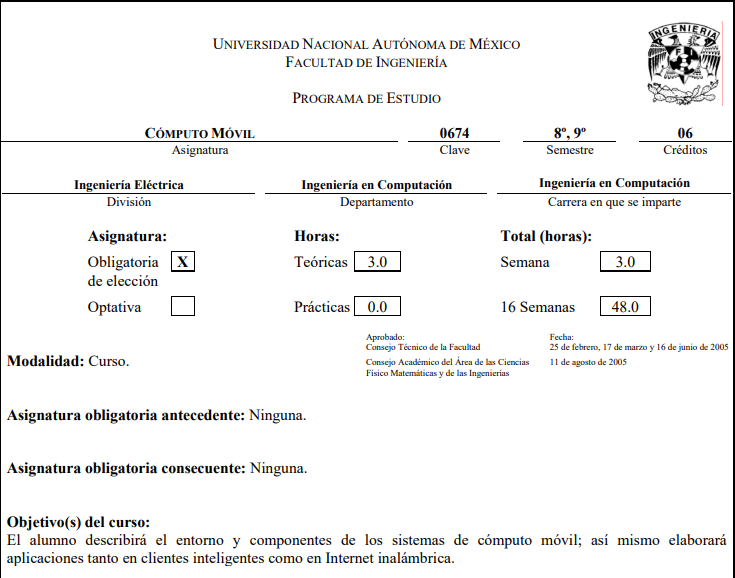 UNIVERSIDAD NACIONAL AUTÓNOMA DE MÉXICO
FACULTAD DE INGENIERÍA
INGENIERIA
PROGRAMA DE ESTUDIO
CÓMPUTO MÓVIL 0674 8º, 9º 06
Asignatura Clave Semestre Créditos
Ingeniería Eléctrica Ingeniería en Computación Ingeniería en Computación
División Departamento Carrera en que se imparte
Asignatura: Horas: Total (horas):
Obligatoria X Teóricas 3.0 Semana 3.0
de elección
Optativa Prácticas 0.0 16 Semanas 48.0
Aprobado: Fecha:
Consejo Técnico de la Facultad 25 de febrero, 17 de marzo y 16 de junio de 2005
Modalidad: Curso. Consejo Académico del Área de las Ciencias 11 de agosto de 2005
Físico Matemáticas y de las Ingenierías
Asignatura obligatoria antecedente: Ninguna.
Asignatura obligatoria consecuente: Ninguna.
Objetivo(s) del curso:
El alumno describirá el entorno y componentes de los sistemas de cómputo móvil; así mismo elaborará
aplicaciones tanto en clientes inteligentes como en Internet inalámbrica.